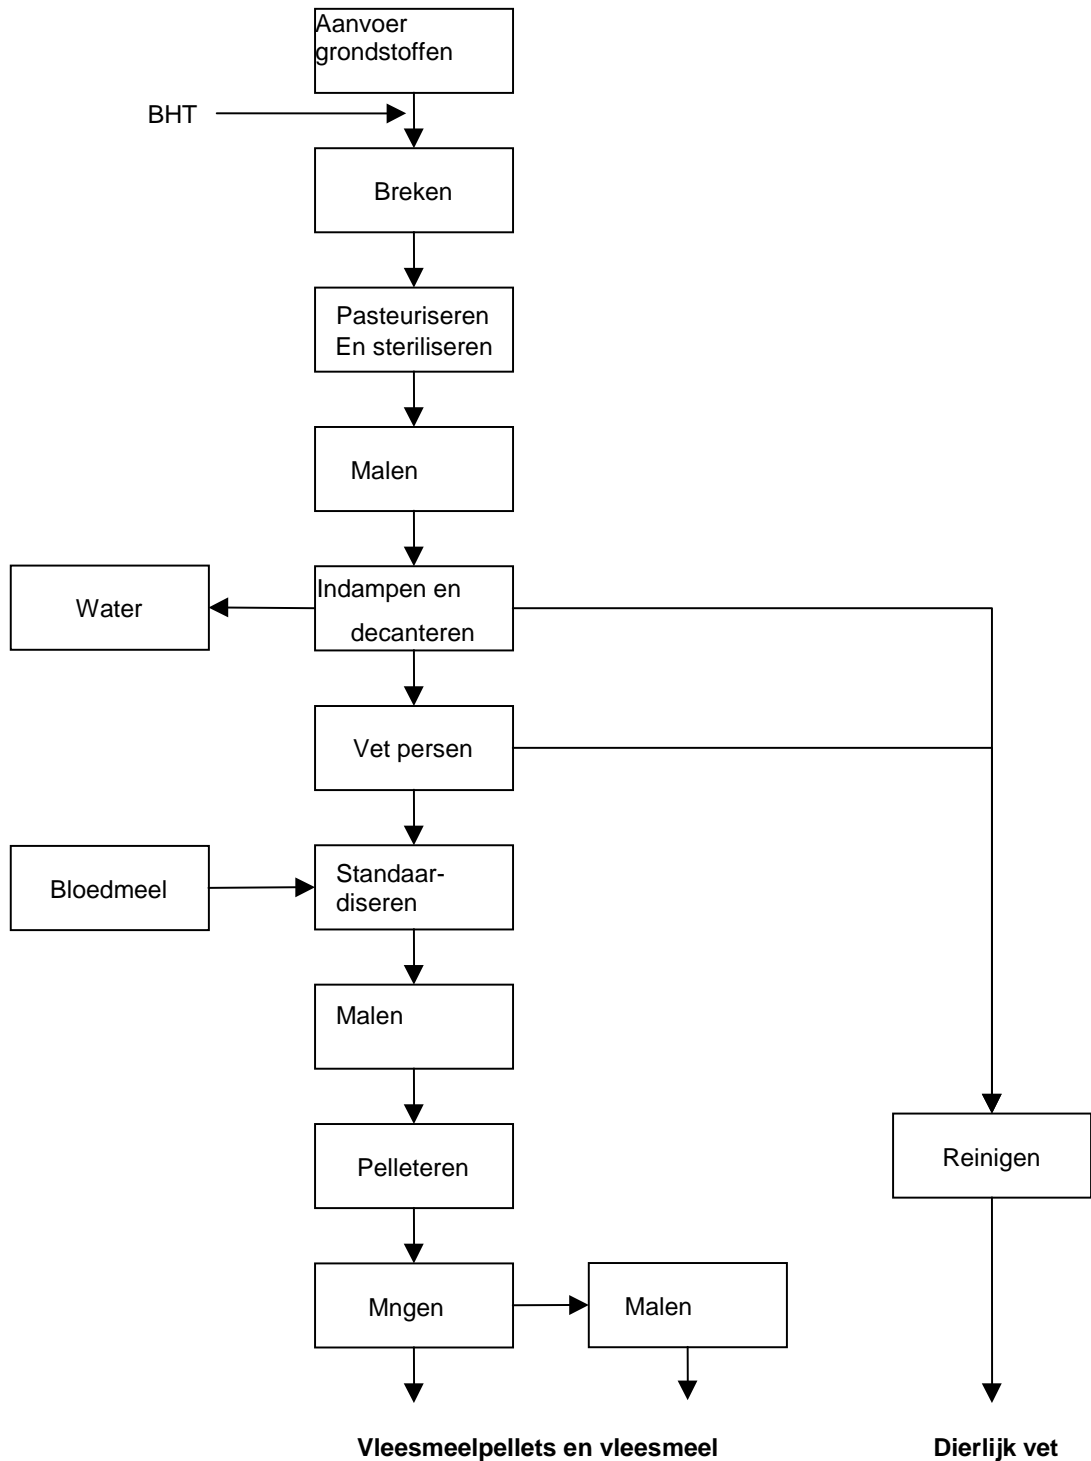 Aanvoer
grondstoffen
BHT
Breken
Pasteuriseren
En steriliseren
Malen
Water
Indampen en
decanteren
Vet persen
Bloedmeel
Standaar-
diseren
Malen
Pelleteren
Reinigen
Mngen
Malen
Vleesmeelpellets en vleesmeel
Dierlijk vet